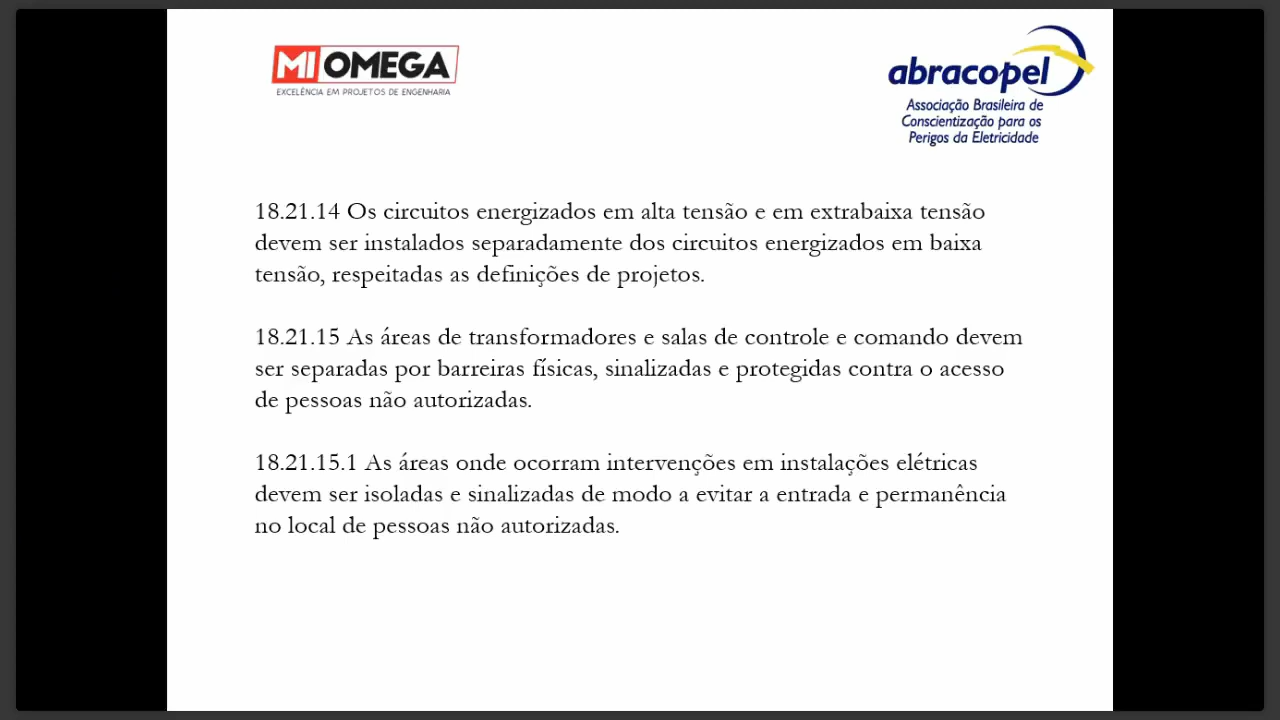 MI OMEGA
EXCELÊNCIA EM PROJETOS DE ENGENHARIA
abracopel
Associação Brasileira de
Conscientização para os
Perigos da Eletricidade
18.21.14 Os circuitos energizados em alta tensão e em extrabaixa tensão
devem ser instalados separadamente dos circuitos energizados em baixa
tensão, respeitadas as definições de projetos.
18.21.15 As áreas de transformadores e salas de controle e comando devem
ser separadas por barreiras físicas, sinalizadas e protegidas contra o acesso
de pessoas não autorizadas.
18.21.15.1 As áreas onde ocorram intervenções em instalações elétricas
devem ser isoladas e sinalizadas de modo a evitar a entrada e permanência
no local de pessoas não autorizadas.